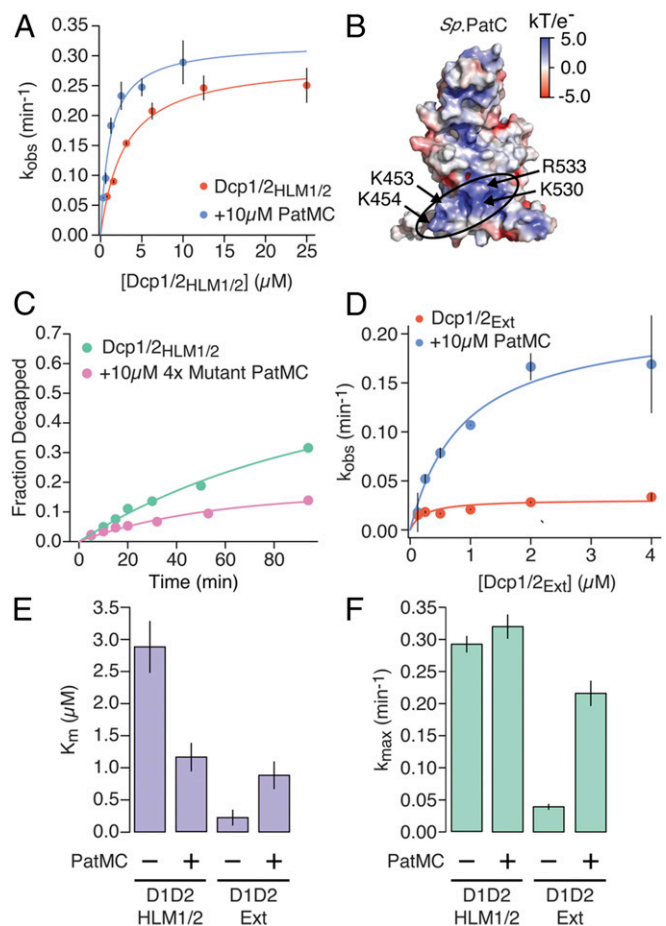 A
k_obs (min⁻¹)
0.35
0.30
0.25
0.20
0.15
0.10
0.05
0.00
Dcp1/2_HLM1/2
+10μM PatMC
0
5
10
15
20
25
[Dcp1/2_HLM1/2] (μM)
B
Sp.PatC
kT/e⁻
5.0
0.0
-5.0
K453
K454
R533
K530
C
Fraction Decapped
0.7
0.6
0.5
0.4
0.3
0.2
0.1
0.0
Dcp1/2_HLM1/2
+10μM 4x Mutant PatMC
0
20
40
60
80
Time (min)
D
Dcp1/2_Ext
+10μM PatMC
k_obs (min⁻¹)
0.20
0.15
0.10
0.05
0.00
0
1
2
3
4
[Dcp1/2_Ext] (μM)
E
K_m (μM)
3.5
3.0
2.5
2.0
1.5
1.0
0.5
0.0
PatMC − + − +
D1D2 D1D2
HLM1/2 Ext
F
k_max (min⁻¹)
0.35
0.30
0.25
0.20
0.15
0.10
0.05
0.00
PatMC − + − +
D1D2 D1D2
HLM1/2 Ext